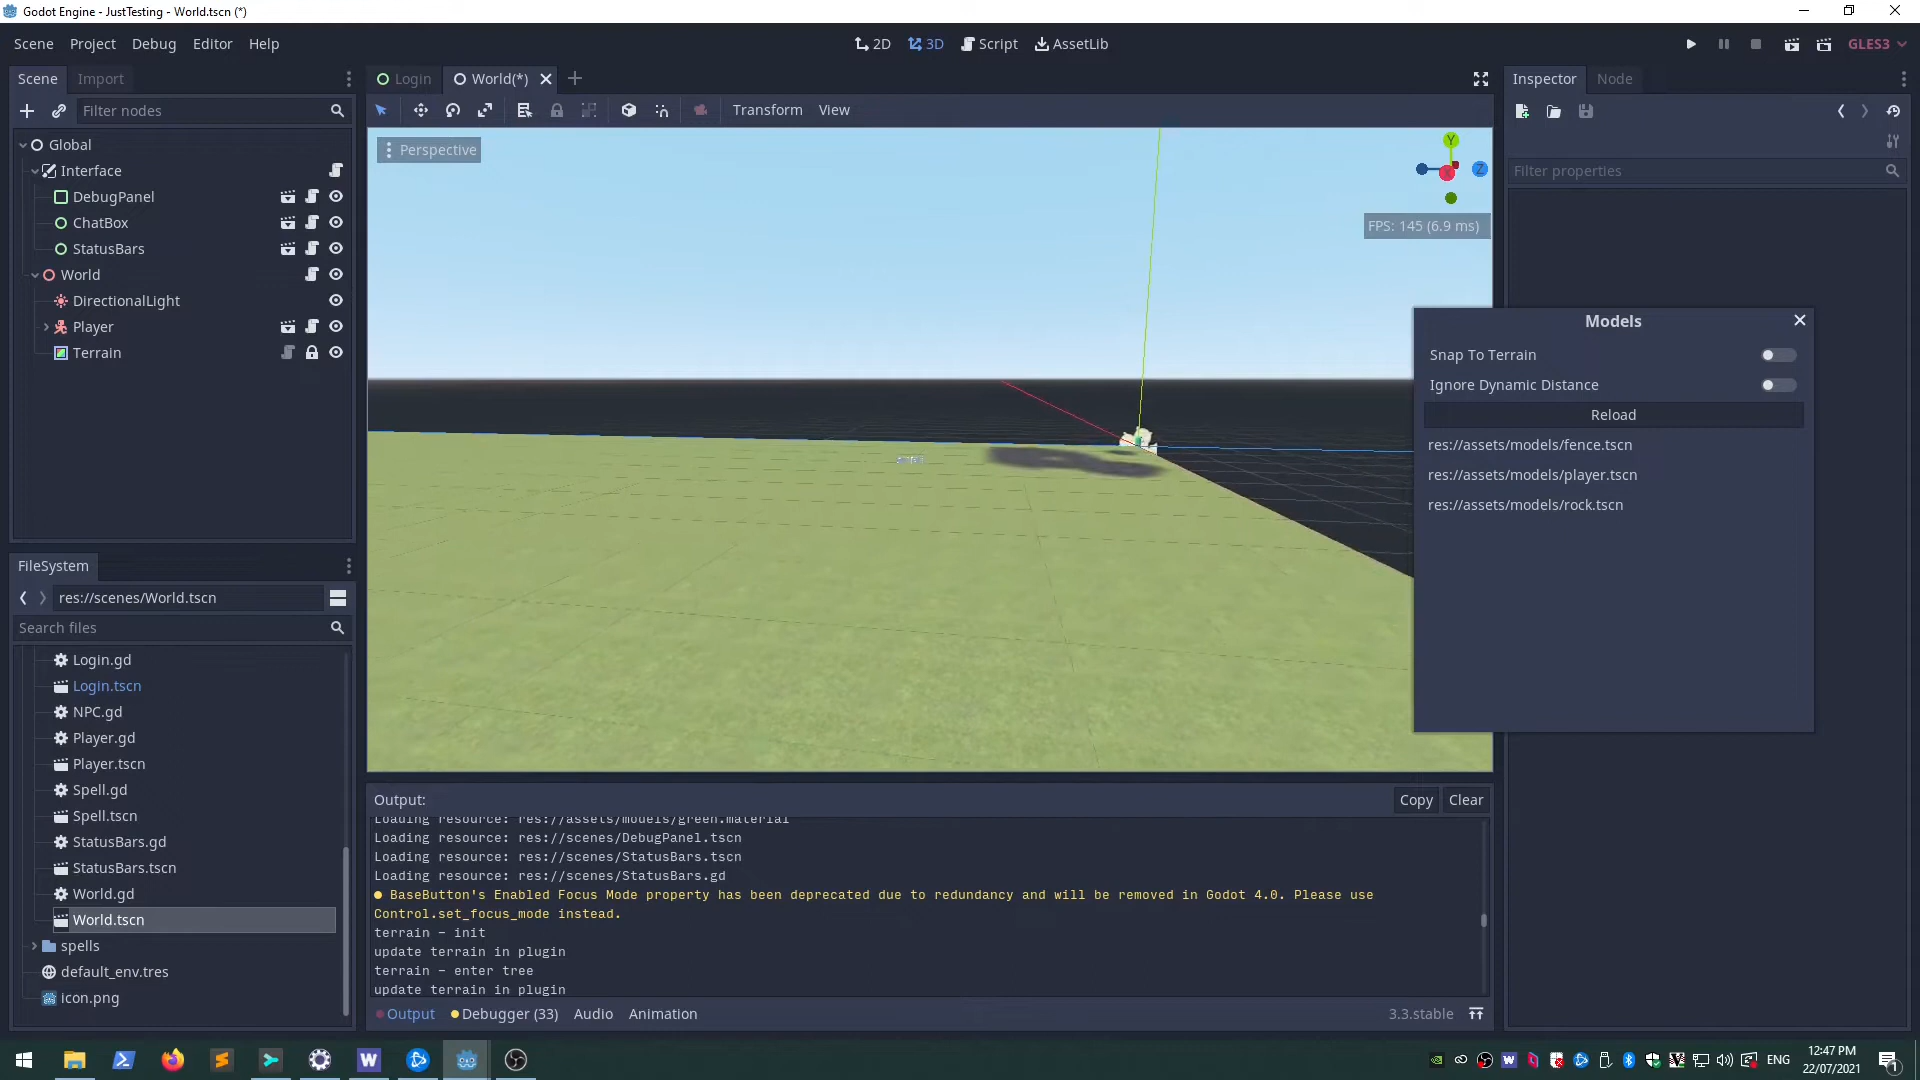 Godot Engine - JustTesting - World.tscn (*)
Scene Project Debug Editor Help
2D 3D Script AssetLib
GLES3
Scene Import
Login World(*)
Inspector Node
Filter nodes
Transform View
Global
Interface
DebugPanel
ChatBox
StatusBars
World
DirectionalLight
Player
Terrain
Perspective
Y
Z
X
FPS: 145 (6.9 ms)
Filter properties
Models
Snap To Terrain
Ignore Dynamic Distance
Reload
res://assets/models/fence.tscn
res://assets/models/player.tscn
res://assets/models/rock.tscn
FileSystem
res://scenes/World.tscn
Search files
Login.gd
Login.tscn
NPC.gd
Player.gd
Player.tscn
Spell.gd
Spell.tscn
StatusBars.gd
StatusBars.tscn
World.gd
World.tscn
spells
default_env.tres
icon.png
Output:
Copy Clear
Loading resource: res://assets/models/green.material
Loading resource: res://scenes/DebugPanel.tscn
Loading resource: res://scenes/StatusBars.tscn
Loading resource: res://scenes/StatusBars.gd
BaseButton's Enabled Focus Mode property has been deprecated due to redundancy and will be removed in Godot 4.0. Please use
Control.set_focus_mode instead.
terrain - init
update terrain in plugin
terrain - enter tree
update terrain in plugin
Output Debugger (33) Audio Animation
3.3.stable
ENG
12:47 PM
22/07/2021
1